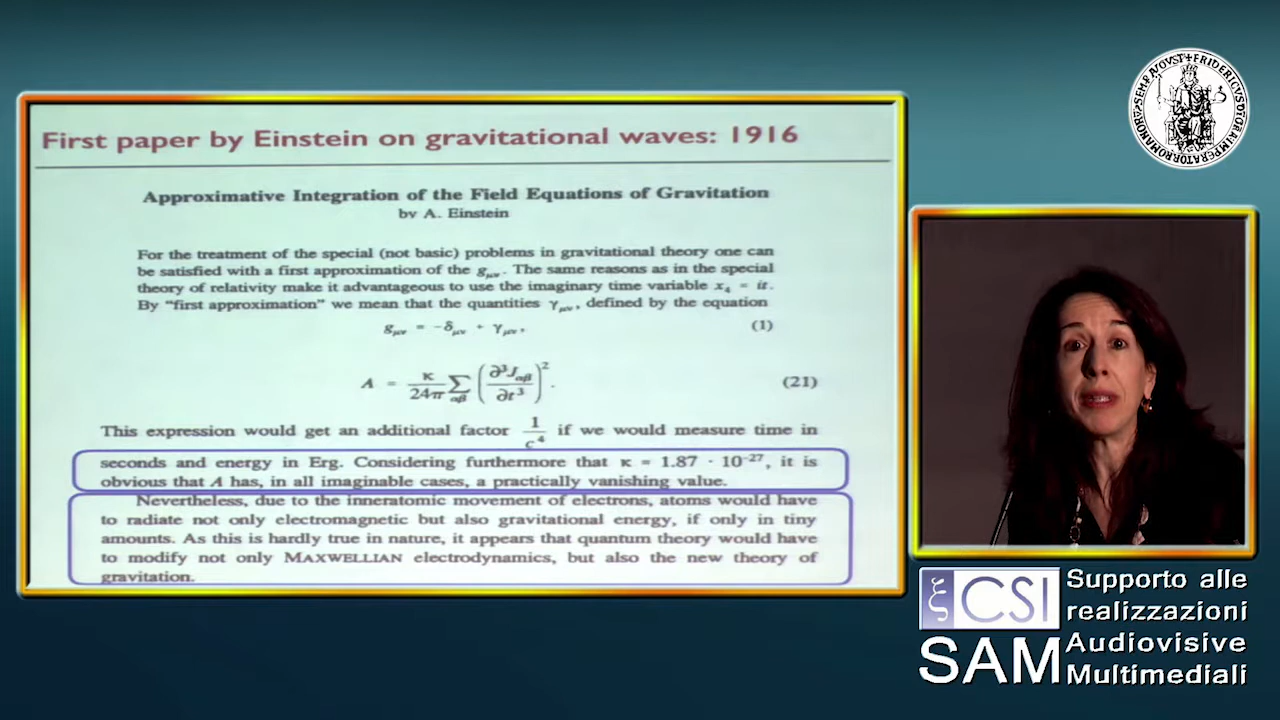 First paper by Einstein on gravitational waves: 1916
Approximative Integration of the Field Equations of Gravitation
by A. Einstein
For the treatment of the special (not basic) problems in gravitational theory one can
be satisfied with a first approximation of the gμν. The same reasons as in the special
theory of relativity make it advantageous to use the imaginary time variable x₄ = it.
By “first approximation” we mean that the quantities γμν, defined by the equation
gμν = −δμν + γμν, (1)
A = κ/24π ∑αβ (∂³Jαβ/∂t³)². (21)
This expression would get an additional factor 1/c⁴ if we would measure time in
seconds and energy in Erg. Considering furthermore that κ = 1.87 · 10⁻²⁷, it is
obvious that A has, in all imaginable cases, a practically vanishing value.
Nevertheless, due to the inneratomic movement of electrons, atoms would have
to radiate not only electromagnetic but also gravitational energy, if only in tiny
amounts. As this is hardly true in nature, it appears that quantum theory would have
to modify not only MAXWELLIAN electrodynamics, but also the new theory of
gravitation.
ξ CSI
SAM
Supporto alle
realizzazioni
Audiovisive
Multimediali